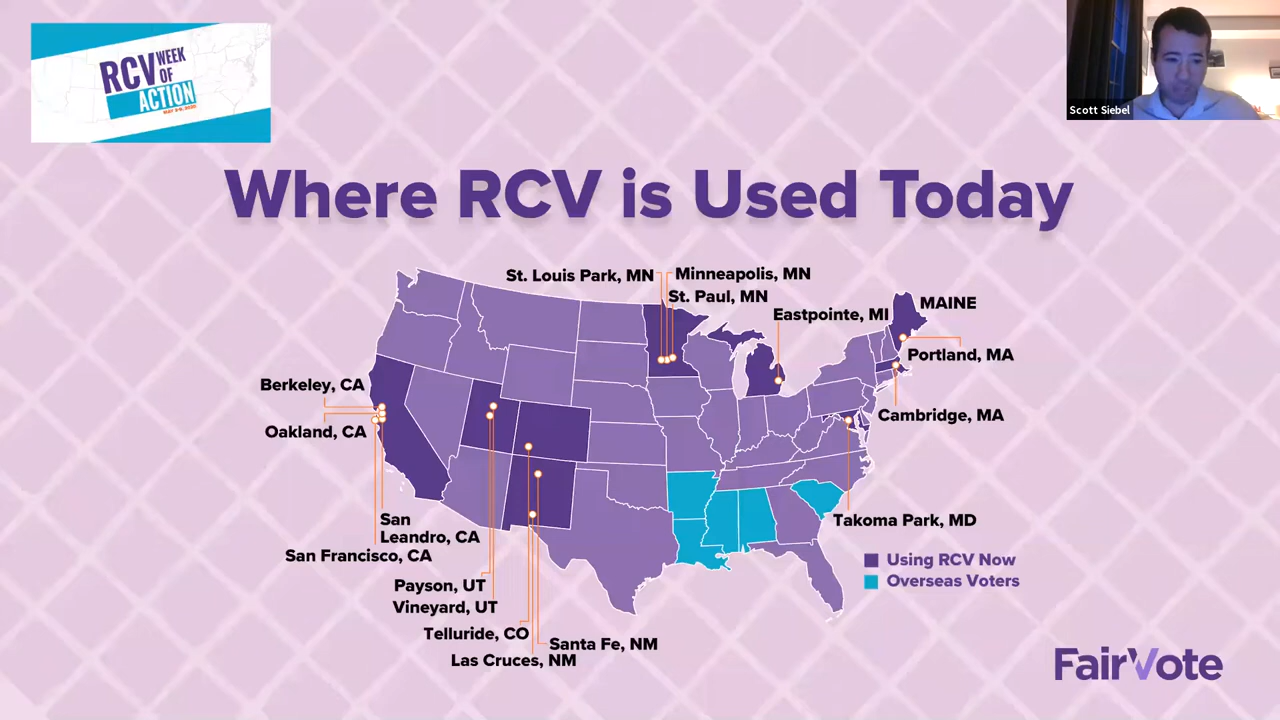 RCV WEEK
OF
ACTION
Scott Siebel
Where RCV is Used Today
St. Louis Park, MN
Minneapolis, MN
St. Paul, MN
Eastpointe, MI
MAINE
Portland, MA
Berkeley, CA
Cambridge, MA
Oakland, CA
San
Leandro, CA
Takoma Park, MD
San Francisco, CA
Using RCV Now
Overseas Voters
Payson, UT
Vineyard, UT
Telluride, CO
Santa Fe, NM
Las Cruces, NM
FairVote